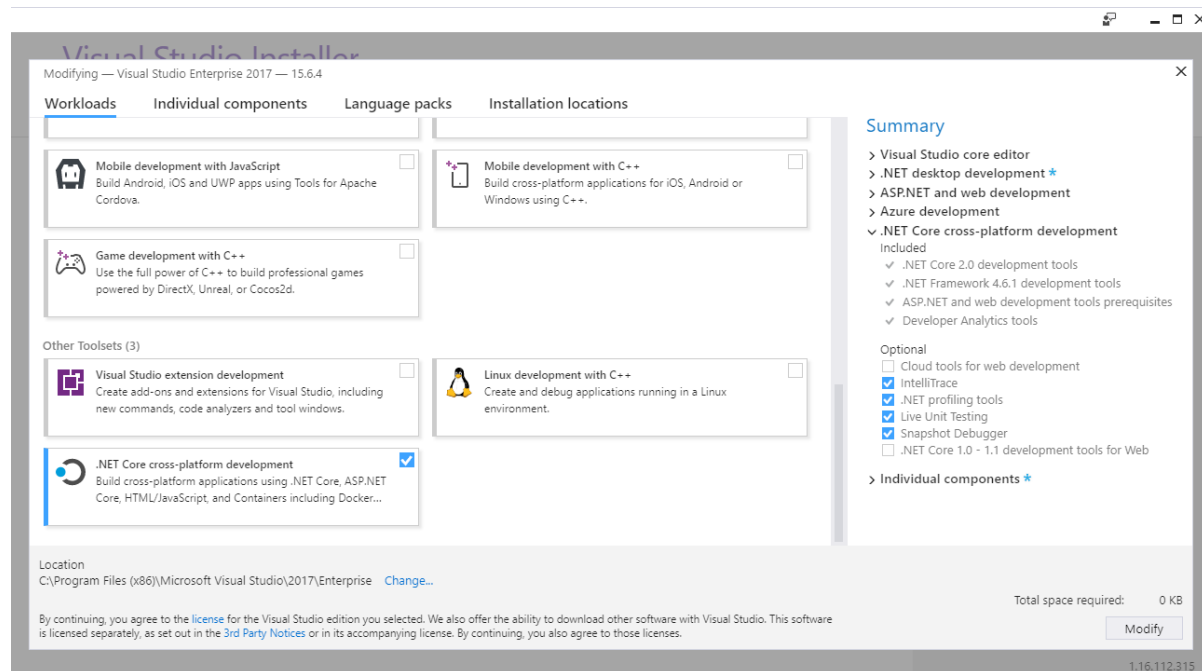 Visual Studio Installer
Modifying — Visual Studio Enterprise 2017 — 15.6.4
Workloads
Individual components
Language packs
Installation locations
Mobile development with JavaScript
Build Android, iOS and UWP apps using Tools for Apache
Cordova.
Mobile development with C++
Build cross-platform applications for iOS, Android or
Windows using C++.
Game development with C++
Use the full power of C++ to build professional games
powered by DirectX, Unreal, or Cocos2d.
Other Toolsets (3)
Visual Studio extension development
Create add-ons and extensions for Visual Studio, including
new commands, code analyzers and tool windows.
Linux development with C++
Create and debug applications running in a Linux
environment.
.NET Core cross-platform development
Build cross-platform applications using .NET Core, ASP.NET
Core, HTML/JavaScript, and Containers including Docker...
Summary
Visual Studio core editor
.NET desktop development *
ASP.NET and web development
Azure development
.NET Core cross-platform development
Included
.NET Core 2.0 development tools
.NET Framework 4.6.1 development tools
ASP.NET and web development tools prerequisites
Developer Analytics tools
Optional
Cloud tools for web development
IntelliTrace
.NET profiling tools
Live Unit Testing
Snapshot Debugger
.NET Core 1.0 - 1.1 development tools for Web
Individual components *
Location
C:\Program Files (x86)\Microsoft Visual Studio\2017\Enterprise Change...
Total space required: 0 KB
By continuing, you agree to the license for the Visual Studio edition you selected. We also offer the ability to download other software with Visual Studio. This software
is licensed separately, as set out in the 3rd Party Notices or in its accompanying license. By continuing, you also agree to those licenses.
Modify
1.16.112.315